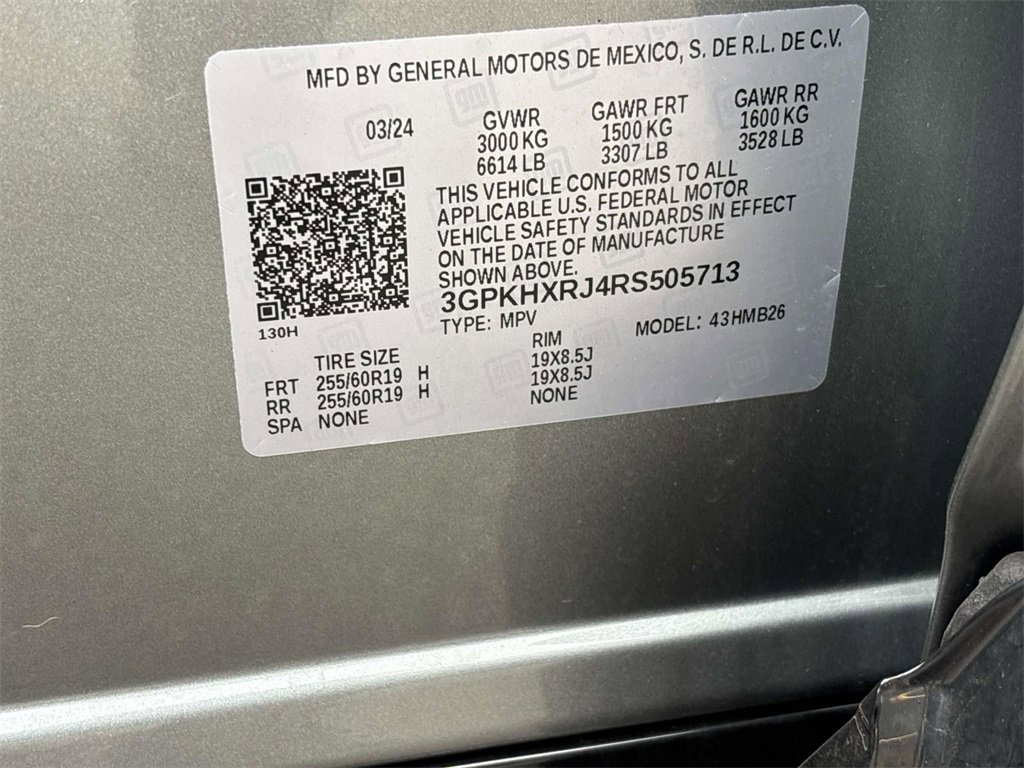 MFD BY GENERAL MOTORS DE MEXICO, S. DE R.L. DE C.V.
03/24
GVWR
3000 KG
6614 LB
GAWR FRT
1500 KG
3307 LB
GAWR RR
1600 KG
3528 LB
THIS VEHICLE CONFORMS TO ALL
APPLICABLE U.S. FEDERAL MOTOR
VEHICLE SAFETY STANDARDS IN EFFECT
ON THE DATE OF MANUFACTURE
SHOWN ABOVE.
3GPKHXRJ4RS505713
130H
TYPE: MPV MODEL: 43HMB26
TIRE SIZE RIM
FRT 255/60R19 H 19X8.5J
RR 255/60R19 H 19X8.5J
SPA NONE NONE